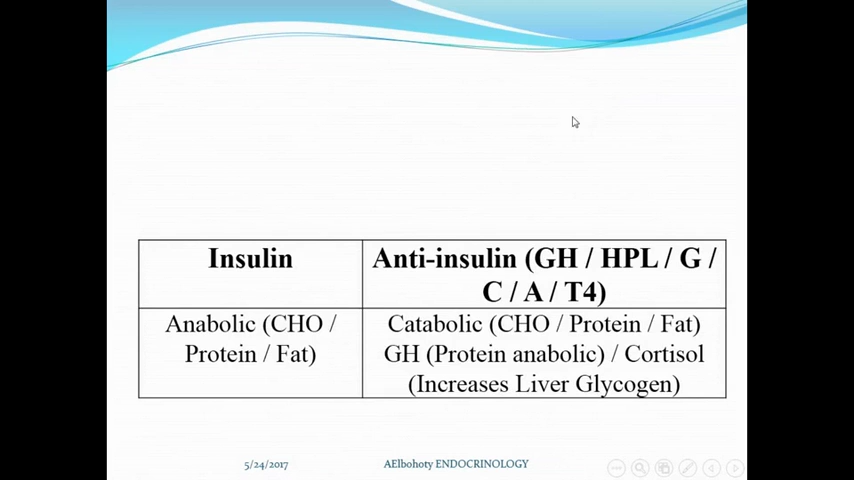 Insulin
Anti-insulin (GH / HPL / G /
C / A / T4)
Anabolic (CHO /
Protein / Fat)
Catabolic (CHO / Protein / Fat)
GH (Protein anabolic) / Cortisol
(Increases Liver Glycogen)
5/24/2017
AElbohoty ENDOCRINOLOGY